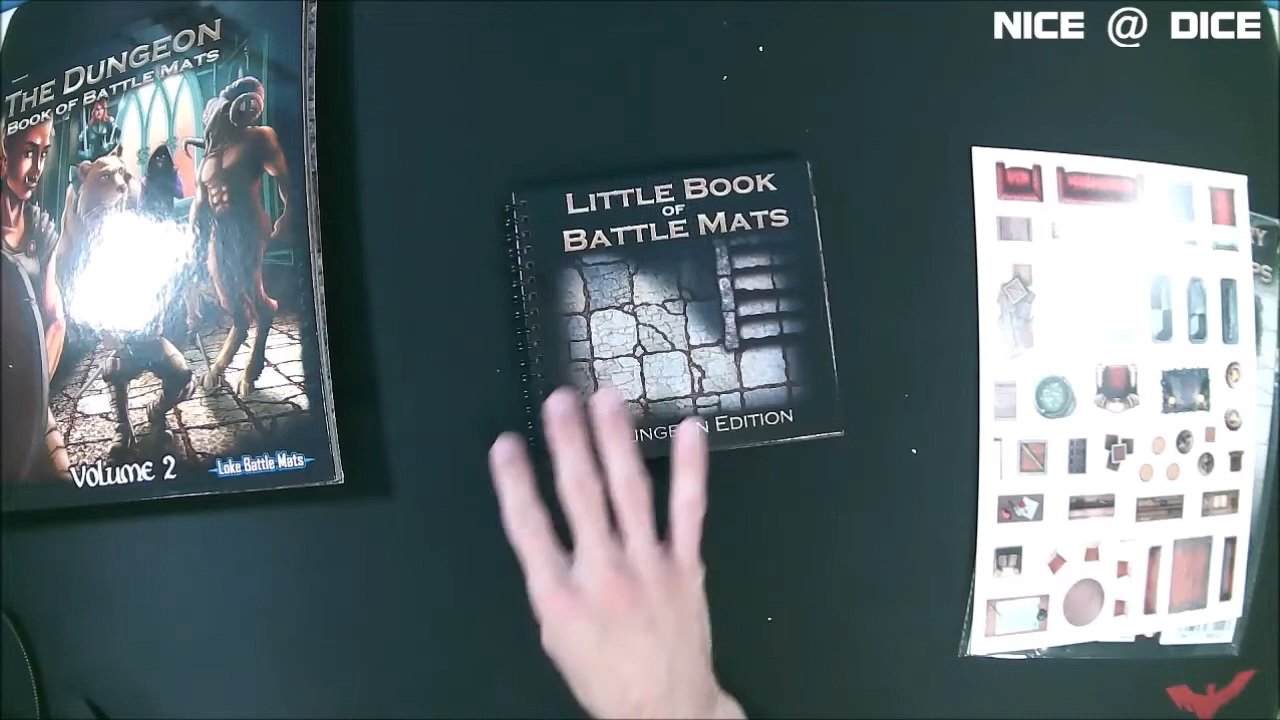 NICE @ DICE
THE DUNGEON
BOOK OF BATTLE MATS
VOLUME 2
Loke Battle Mats
LITTLE BOOK
OF
BATTLE MATS
EDITION